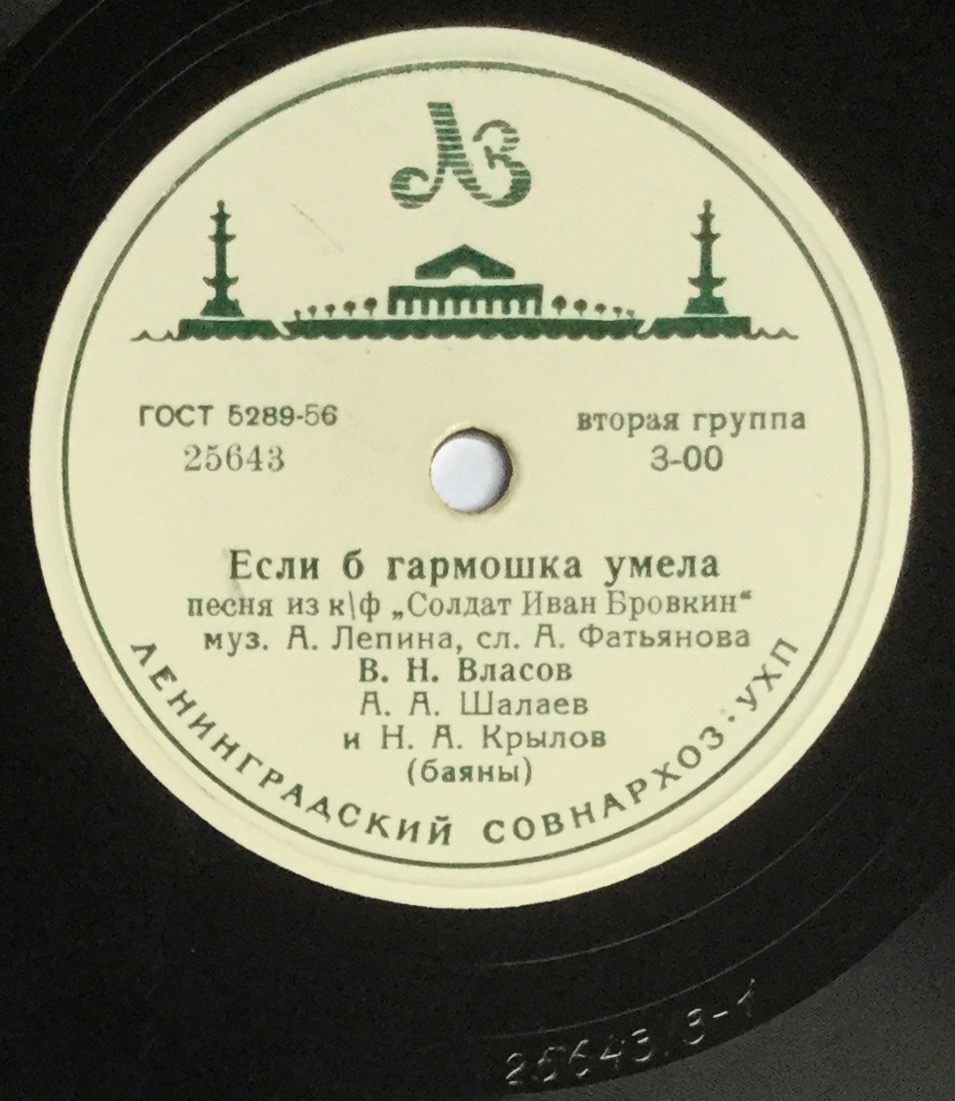 ЛЗ
ГОСТ 5289-56
25643
вторая группа
3-00
Если б гармошка умела
песня из к\ф „Солдат Иван Бровкин“
муз. А. Лепина, сл. А. Фатьянова
В. Н. Власов
А. А. Шалаев
и Н. А. Крылов
(баяны)
ЛЕНИНГРАДСКИЙ СОВНАРХОЗ·УХП
25643/3-1